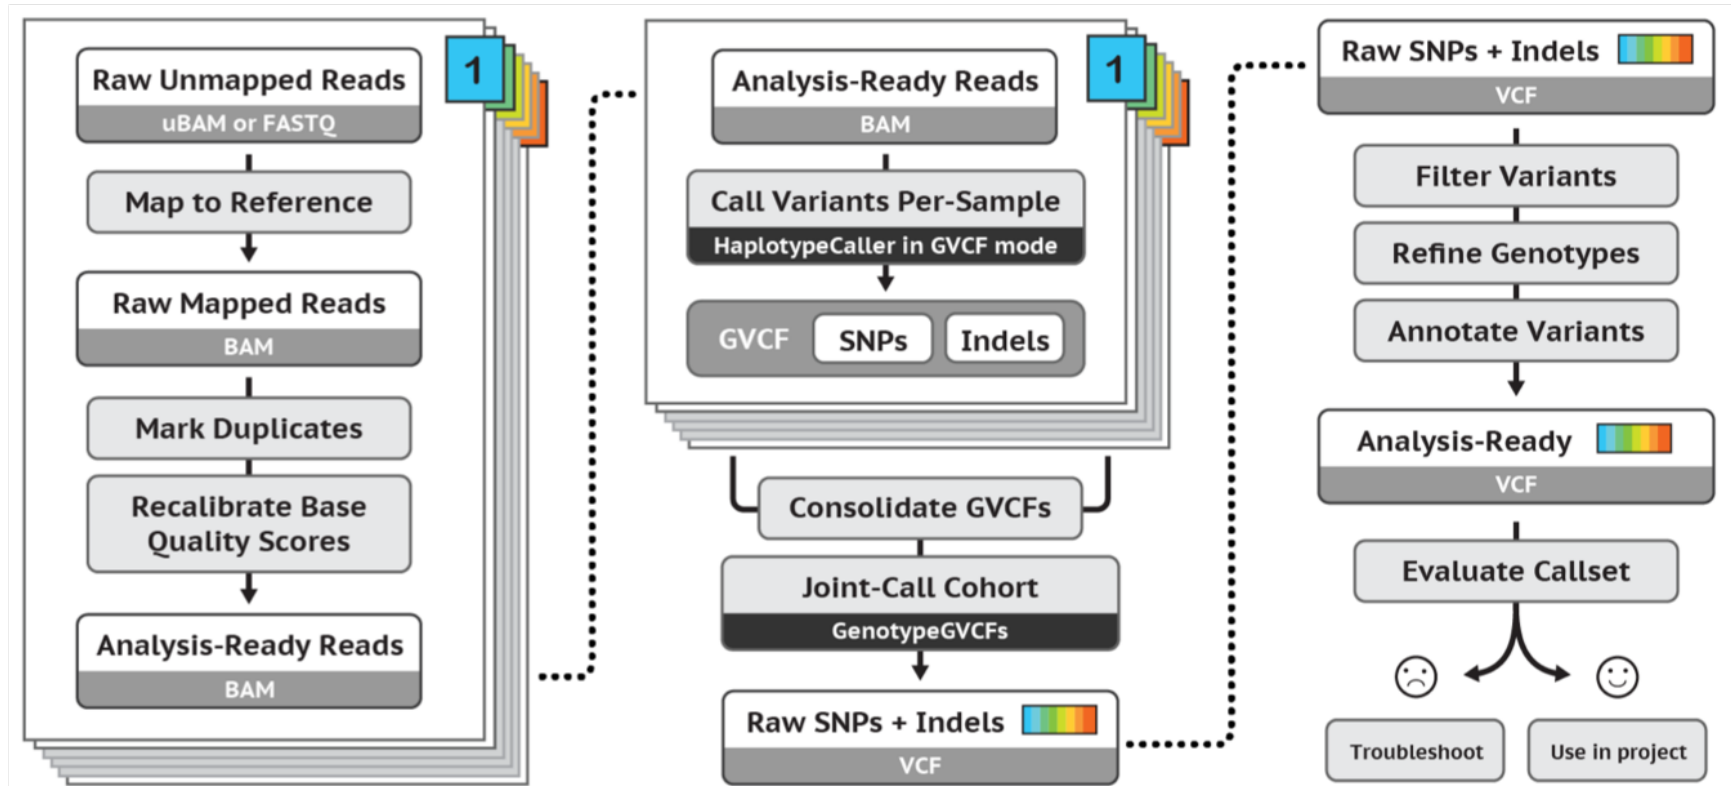 Raw Unmapped Reads
uBAM or FASTQ
1
Map to Reference
Raw Mapped Reads
BAM
Mark Duplicates
Recalibrate Base
Quality Scores
Analysis-Ready Reads
BAM
Analysis-Ready Reads
BAM
1
Call Variants Per-Sample
HaplotypeCaller in GVCF mode
GVCF SNPs Indels
Consolidate GVCFs
Joint-Call Cohort
GenotypeGVCFs
Raw SNPs + Indels
VCF
Raw SNPs + Indels
VCF
Filter Variants
Refine Genotypes
Annotate Variants
Analysis-Ready
VCF
Evaluate Callset
Troubleshoot
Use in project